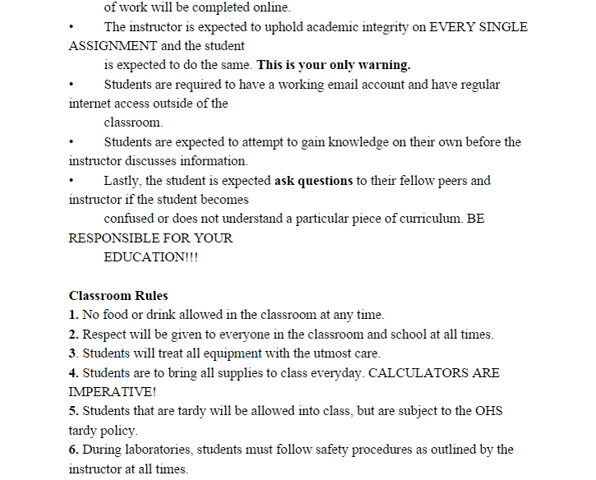 of work will be completed online.
• The instructor is expected to uphold academic integrity on EVERY SINGLE
ASSIGNMENT and the student
is expected to do the same. This is your only warning.
• Students are required to have a working email account and have regular
internet access outside of the
classroom.
• Students are expected to attempt to gain knowledge on their own before the
instructor discusses information.
• Lastly, the student is expected ask questions to their fellow peers and
instructor if the student becomes
confused or does not understand a particular piece of curriculum. BE
RESPONSIBLE FOR YOUR
EDUCATION!!!
Classroom Rules
1. No food or drink allowed in the classroom at any time.
2. Respect will be given to everyone in the classroom and school at all times.
3. Students will treat all equipment with the utmost care.
4. Students are to bring all supplies to class everyday. CALCULATORS ARE
IMPERATIVE!
5. Students that are tardy will be allowed into class, but are subject to the OHS
tardy policy.
6. During laboratories, students must follow safety procedures as outlined by the
instructor at all times.